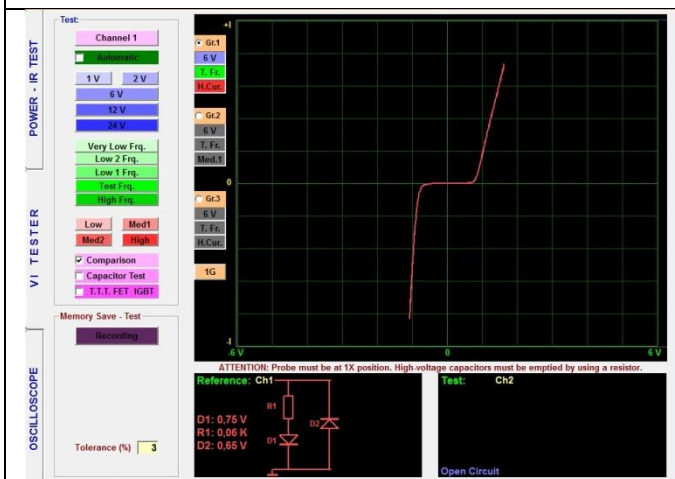 POWER - IR TEST
VI TESTER
OSCILLOSCOPE
Test:
Channel 1
Automatic
1 V
2 V
6 V
12 V
24 V
Very Low Frq.
Low 2 Frq.
Low 1 Frq.
Test Frq.
High Frq.
Low
Med1
Med2
High
Comparison
Capacitor Test
T.T.T. FET IGBT
Memory Save - Test
Recording
Tolerance (%) 3
Gr.1
6 V
T. Fr.
H.Cur.
Gr.2
6 V
T. Fr.
Med.1
Gr.3
6 V
T. Fr.
H.Cur.
1G
+I
0
-I
-6 V
0
6 V
ATTENTION: Probe must be at 1X position. High-voltage capacitors must be emptied by using a resistor.
Reference: Ch1
D1: 0,75 V
R1: 0,06 K
D2: 0,65 V
R1
D1
D2
Test: Ch2
Open Circuit